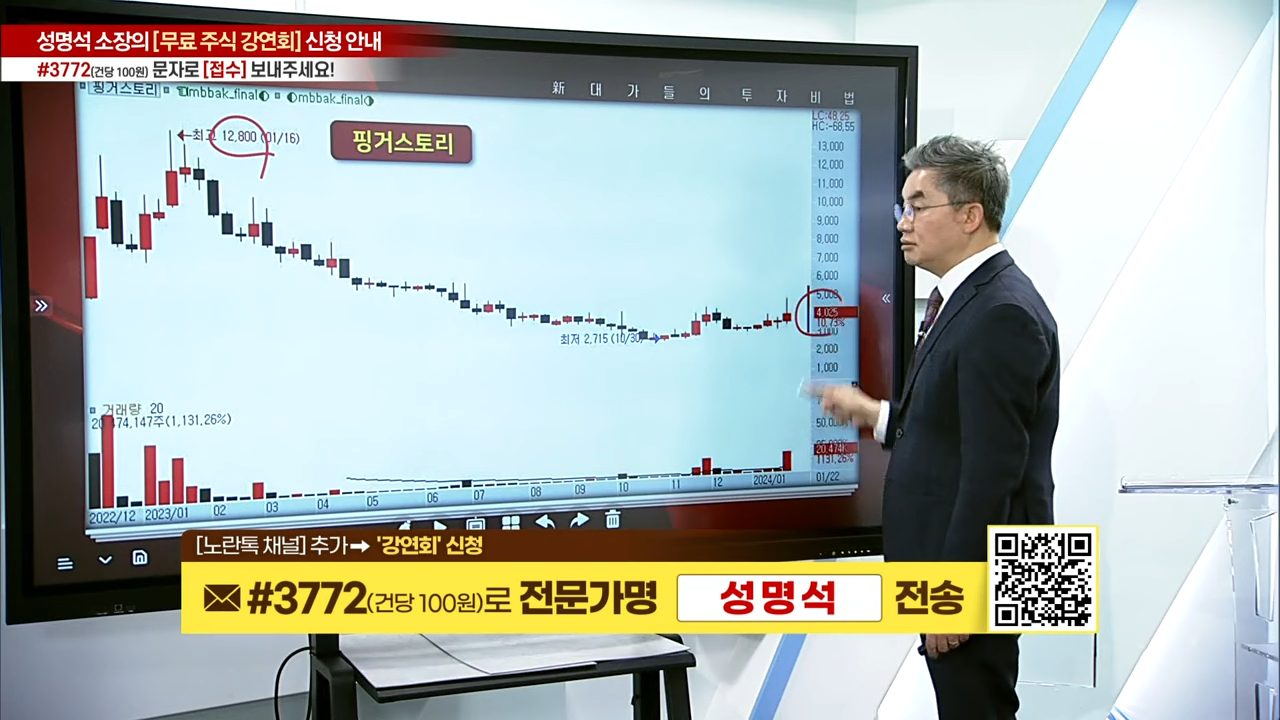 성명석 소장의 [무료 주식 강연회] 신청 안내
#3772(건당 100원) 문자로 [접수] 보내주세요!
핑거스토리 mbbak_final mbbak_final
新 대 가 들 의 투 자 비 법
LC:48.25
HC:-68.55
최고 12,800 (01/16)
핑거스토리
13,000
12,000
11,000
10,000
9,000
8,000
7,000
6,000
5,000
4,025
10.73%
3,000
2,000
1,000
최저 2,715 (10/30)
거래량 20
20,474,147주(1,131.26%)
50,000
20,474
1131.26%
2022/12 2023/01 02 03 04 05 06 07 08 09 10 11 12 2024/01 01/22
[노란톡 채널] 추가➡ '강연회' 신청
#3772(건당 100원)로 전문가명 성명석 전송